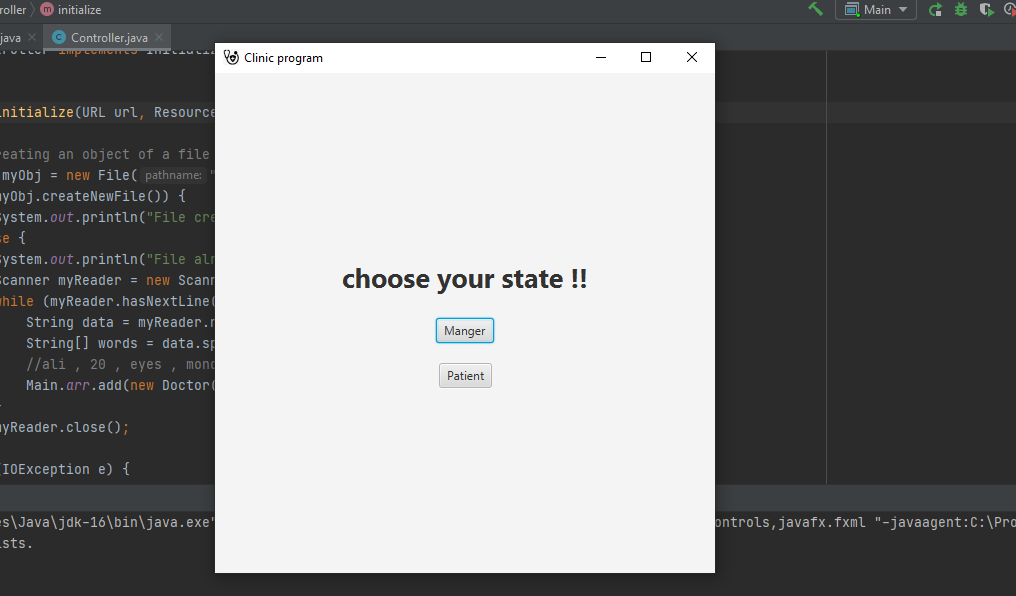 roller m initialize
Main
java
C Controller.java
Clinic program
roller implements Initializ
initialize(URL url, Resource
reating an object of a file
myObj = new File( pathname: "
myObj.createNewFile()) {
System.out.println("File cre
se {
System.out.println("File alr
Scanner myReader = new Scann
while (myReader.hasNextLine(
String data = myReader.n
String[] words = data.sp
//ali , 20 , eyes , mond
Main.arr.add(new Doctor(
myReader.close();
(IOException e) {
choose your state !!
Manger
Patient
es\Java\jdk-16\bin\java.exe"
ontrols,javafx.fxml "-javaagent:C:\Pro
ists.